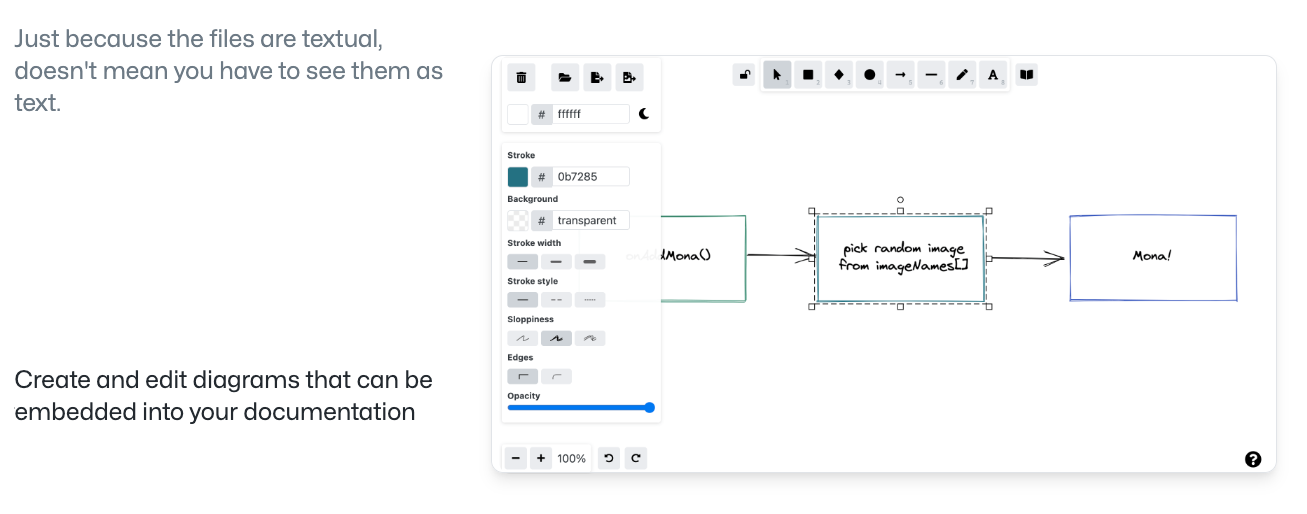 Just because the files are textual,
doesn't mean you have to see them as
text.
Create and edit diagrams that can be
embedded into your documentation
# ffffff
Stroke
# 0b7285
Background
# transparent
Stroke width
Stroke style
Sloppiness
Edges
Opacity
100%
A
Mona()
pick random image
from imageNames[]
Mona!
?